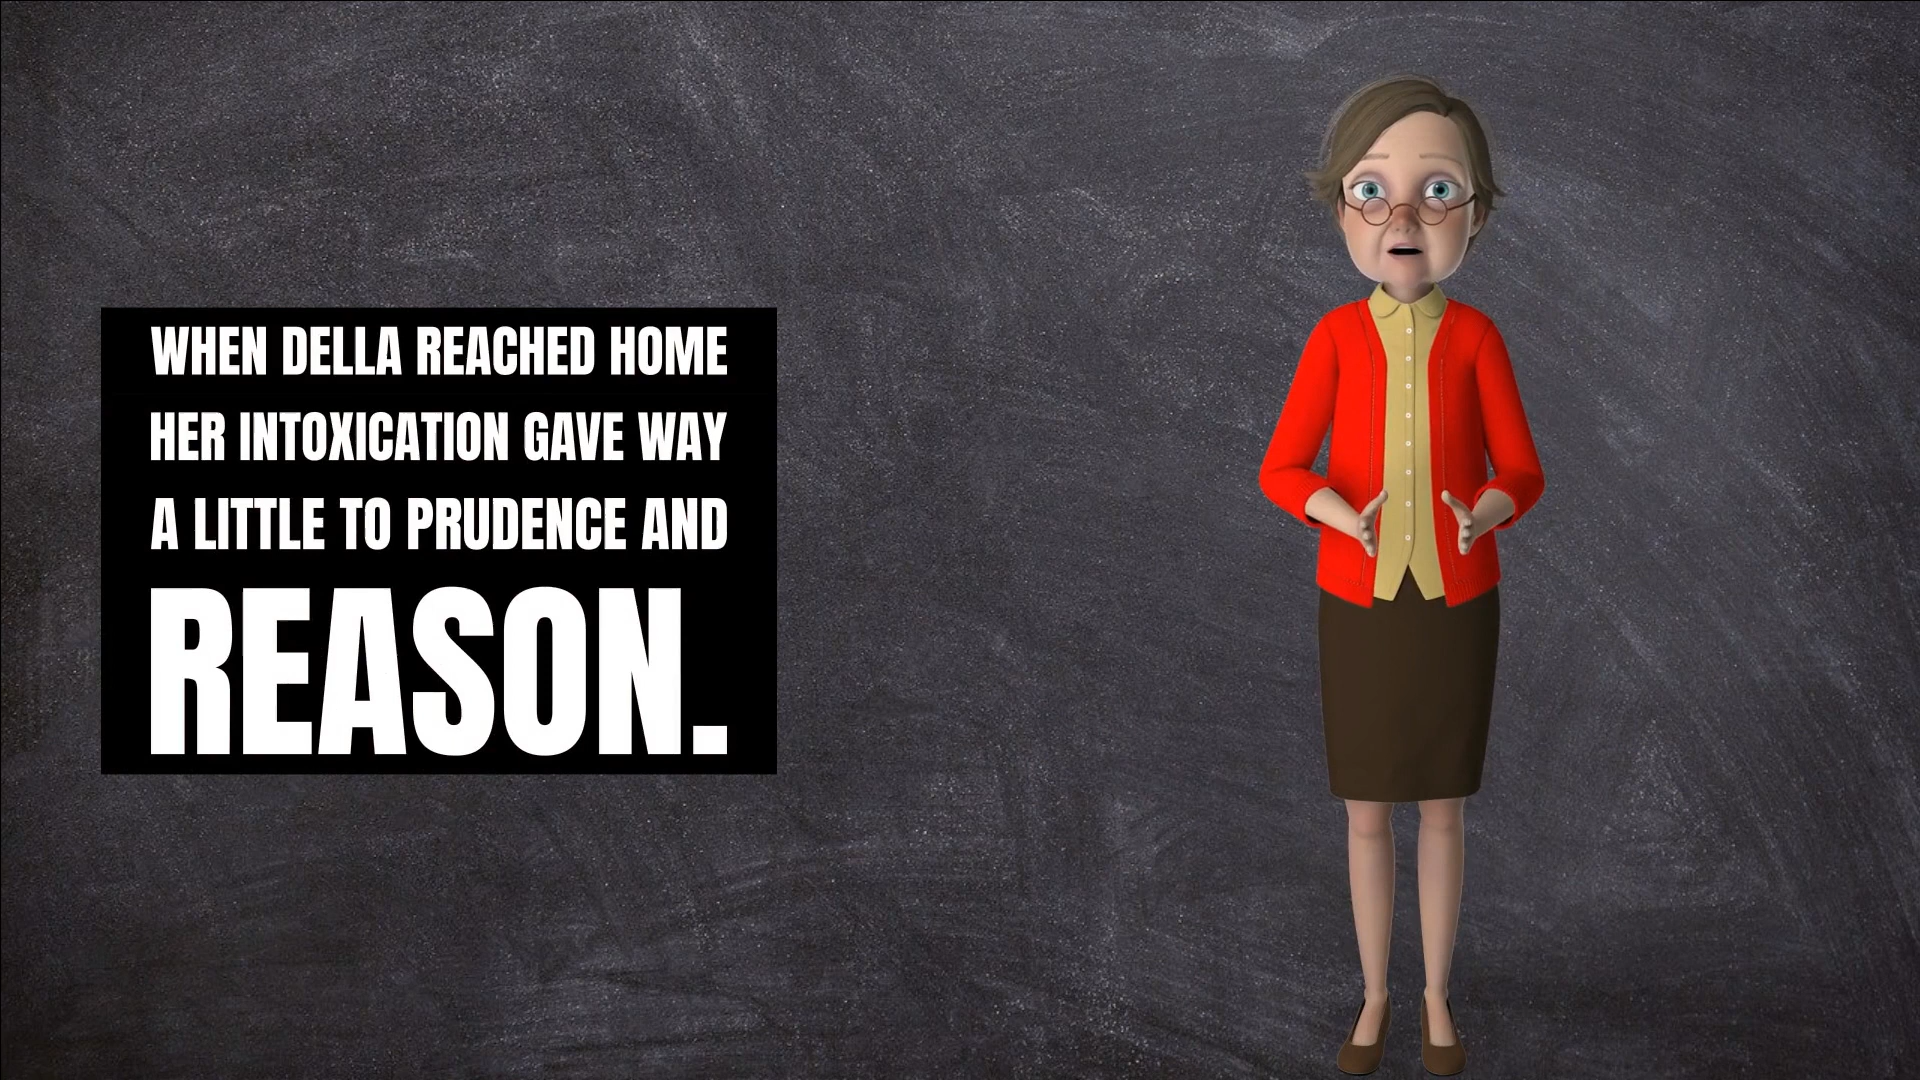 WHEN DELLA REACHED HOME
HER INTOXICATION GAVE WAY
A LITTLE TO PRUDENCE AND
REASON.